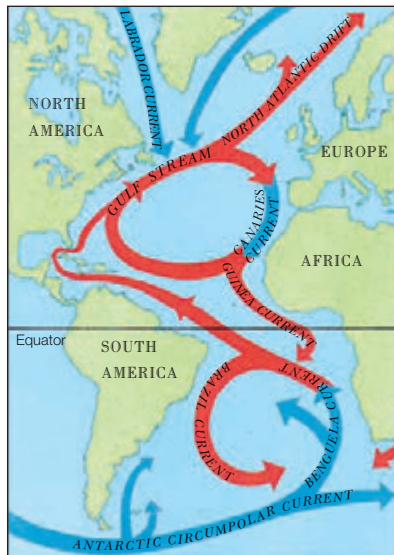 LABRADOR CURRENT
NORTH ATLANTIC DRIFT
NORTH
AMERICA
GULF STREAM
EUROPE
CANARIES
CURRENT
AFRICA
GUINEA CURRENT
Equator
SOUTH
AMERICA
BRAZIL
CURRENT
BENGUELA CURRENT
ANTARCTIC CIRCUMPOLAR CURRENT